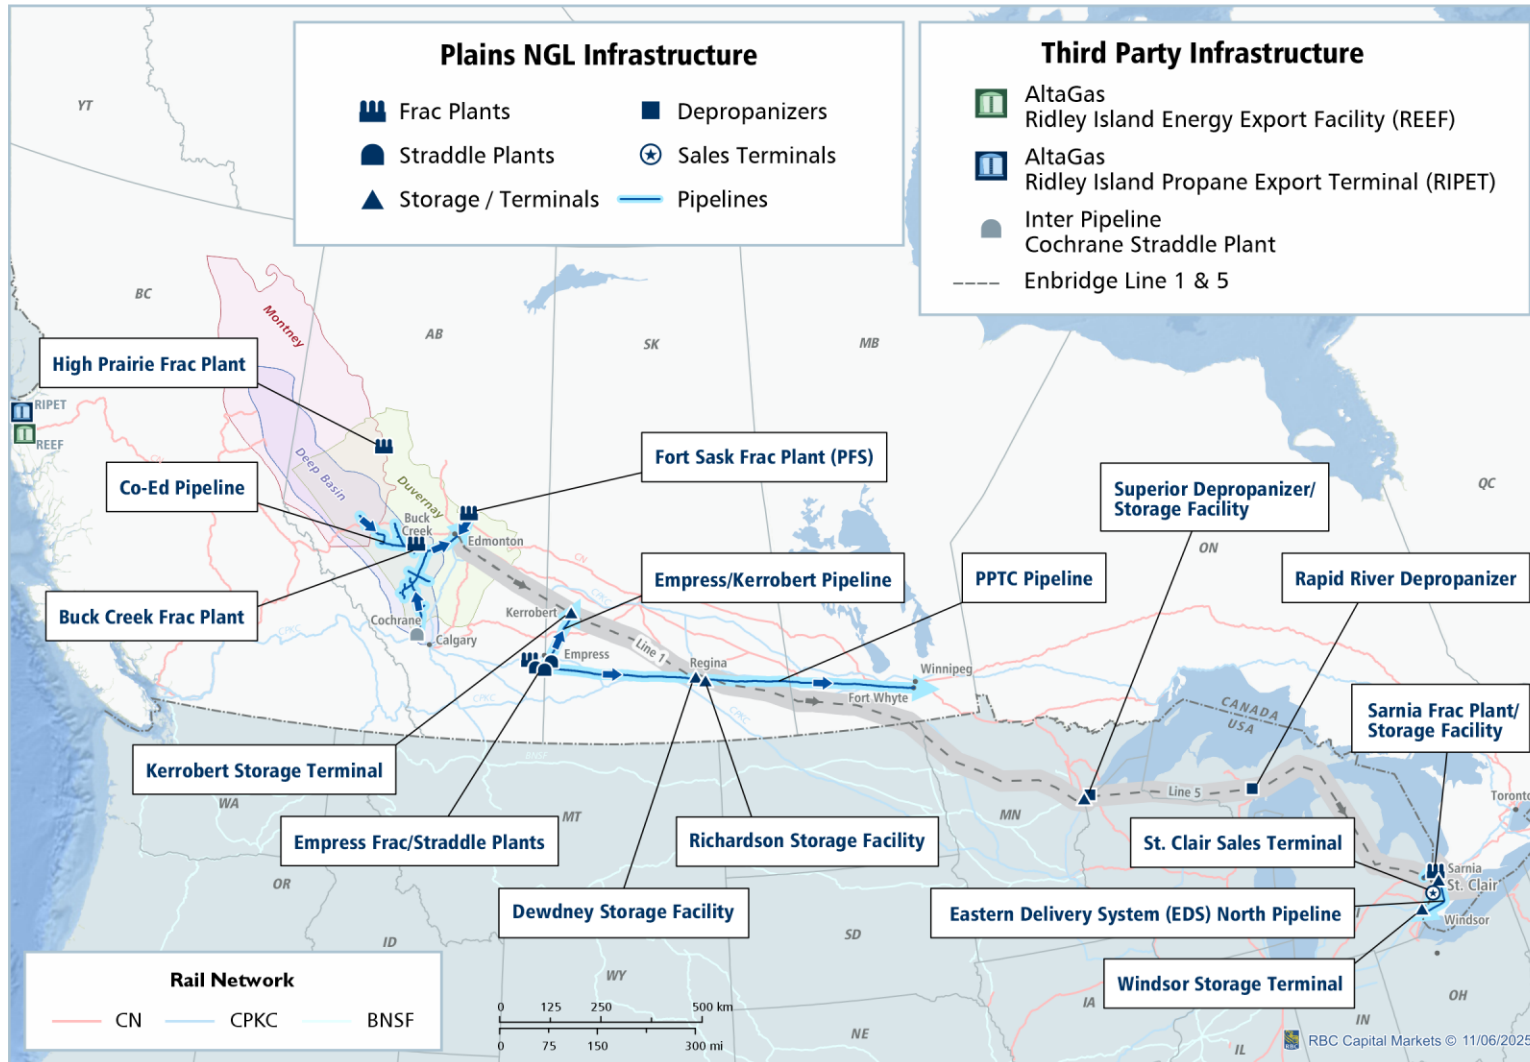 Plains NGL Infrastructure
Frac Plants
Depropanizers
Straddle Plants
Sales Terminals
Storage / Terminals
Pipelines
Third Party Infrastructure
AltaGas
Ridley Island Energy Export Facility (REEF)
AltaGas
Ridley Island Propane Export Terminal (RIPET)
Inter Pipeline
Cochrane Straddle Plant
Enbridge Line 1 & 5
YT
BC
AB
SK
MB
ON
QC
Montney
Deep Basin
Duvernay
High Prairie Frac Plant
RIPET
REEF
Co-Ed Pipeline
Buck
Creek
Fort Sask Frac Plant (PFS)
Edmonton
CN
CPKC
Superior Depropanizer/
Storage Facility
Empress/Kerrobert Pipeline
PPTC Pipeline
Rapid River Depropanizer
Buck Creek Frac Plant
Kerrobert
Cochrane
Calgary
CPKC
Empress
Line 1
Regina
Winnipeg
Fort Whyte
CPKC
CPKC
CANADA
USA
Sarnia Frac Plant/
Storage Facility
Kerrobert Storage Terminal
BNSF
WA
MT
MN
Line 5
Toronto
Empress Frac/Straddle Plants
Richardson Storage Facility
St. Clair Sales Terminal
Sarnia
St. Clair
OR
Dewdney Storage Facility
Eastern Delivery System (EDS) North Pipeline
Windsor
ID
SD
Windsor Storage Terminal
WY
OH
IA
IN
NE
IL
Rail Network
CN
CPKC
BNSF
0 125 250 500 km
0 75 150 300 mi
RBC
RBC Capital Markets © 11/06/2025